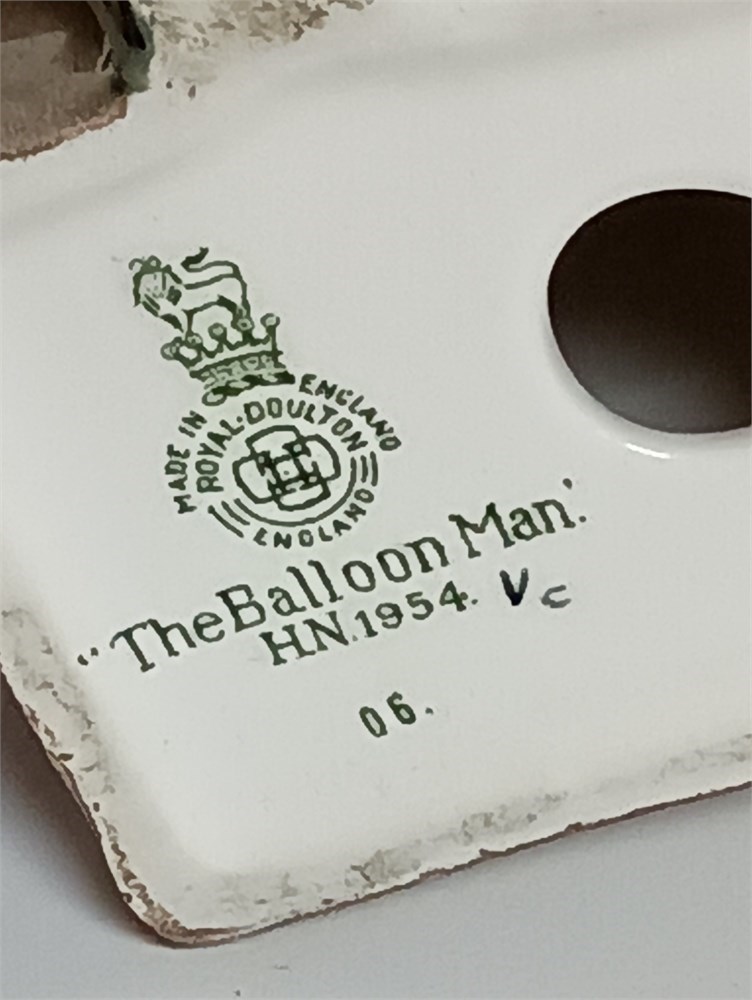 MADE IN ENGLAND
ROYAL·DOULTON
ENGLAND
"The Balloon Man".
HN.1954. Vc
06.